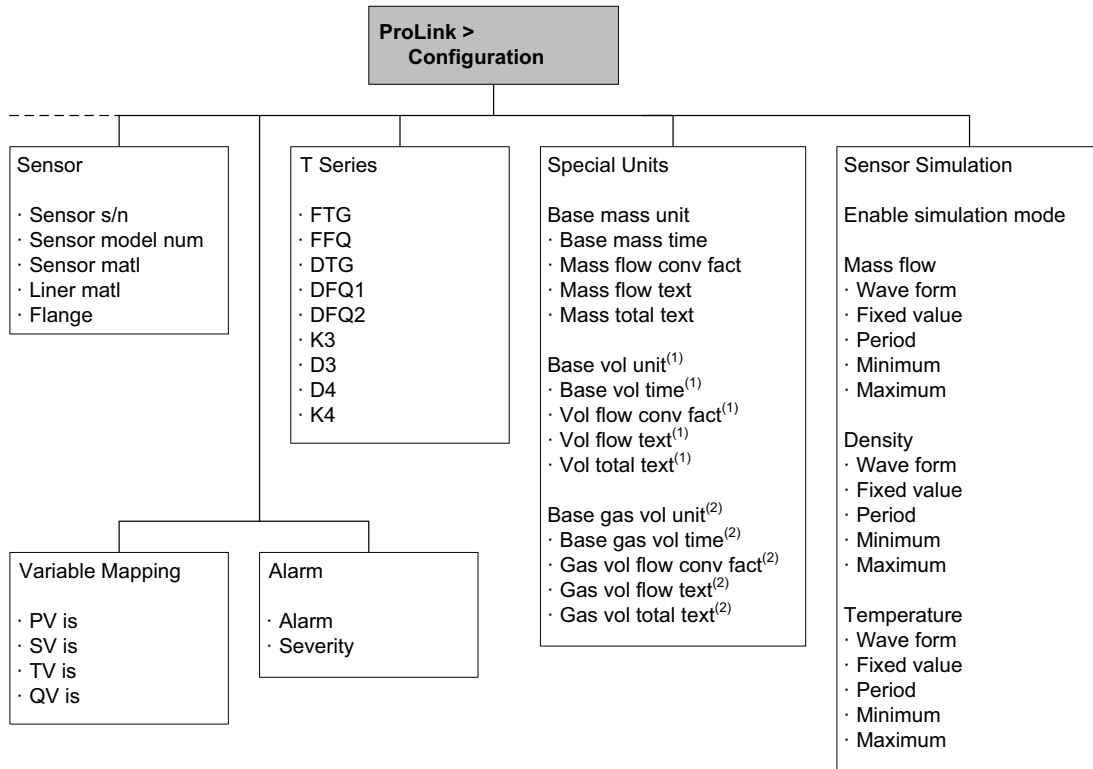 ProLink >
Configuration
Sensor
· Sensor s/n
· Sensor model num
· Sensor matl
· Liner matl
· Flange
T Series
· FTG
· FFQ
· DTG
· DFQ1
· DFQ2
· K3
· D3
· D4
· K4
Special Units
Base mass unit
· Base mass time
· Mass flow conv fact
· Mass flow text
· Mass total text
Base vol unit(1)
· Base vol time(1)
· Vol flow conv fact(1)
· Vol flow text(1)
· Vol total text(1)
Base gas vol unit(2)
· Base gas vol time(2)
· Gas vol flow conv fact(2)
· Gas vol flow text(2)
· Gas vol total text(2)
Sensor Simulation
Enable simulation mode
Mass flow
· Wave form
· Fixed value
· Period
· Minimum
· Maximum
Density
· Wave form
· Fixed value
· Period
· Minimum
· Maximum
Temperature
· Wave form
· Fixed value
· Period
· Minimum
· Maximum
Variable Mapping
· PV is
· SV is
· TV is
· QV is
Alarm
· Alarm
· Severity